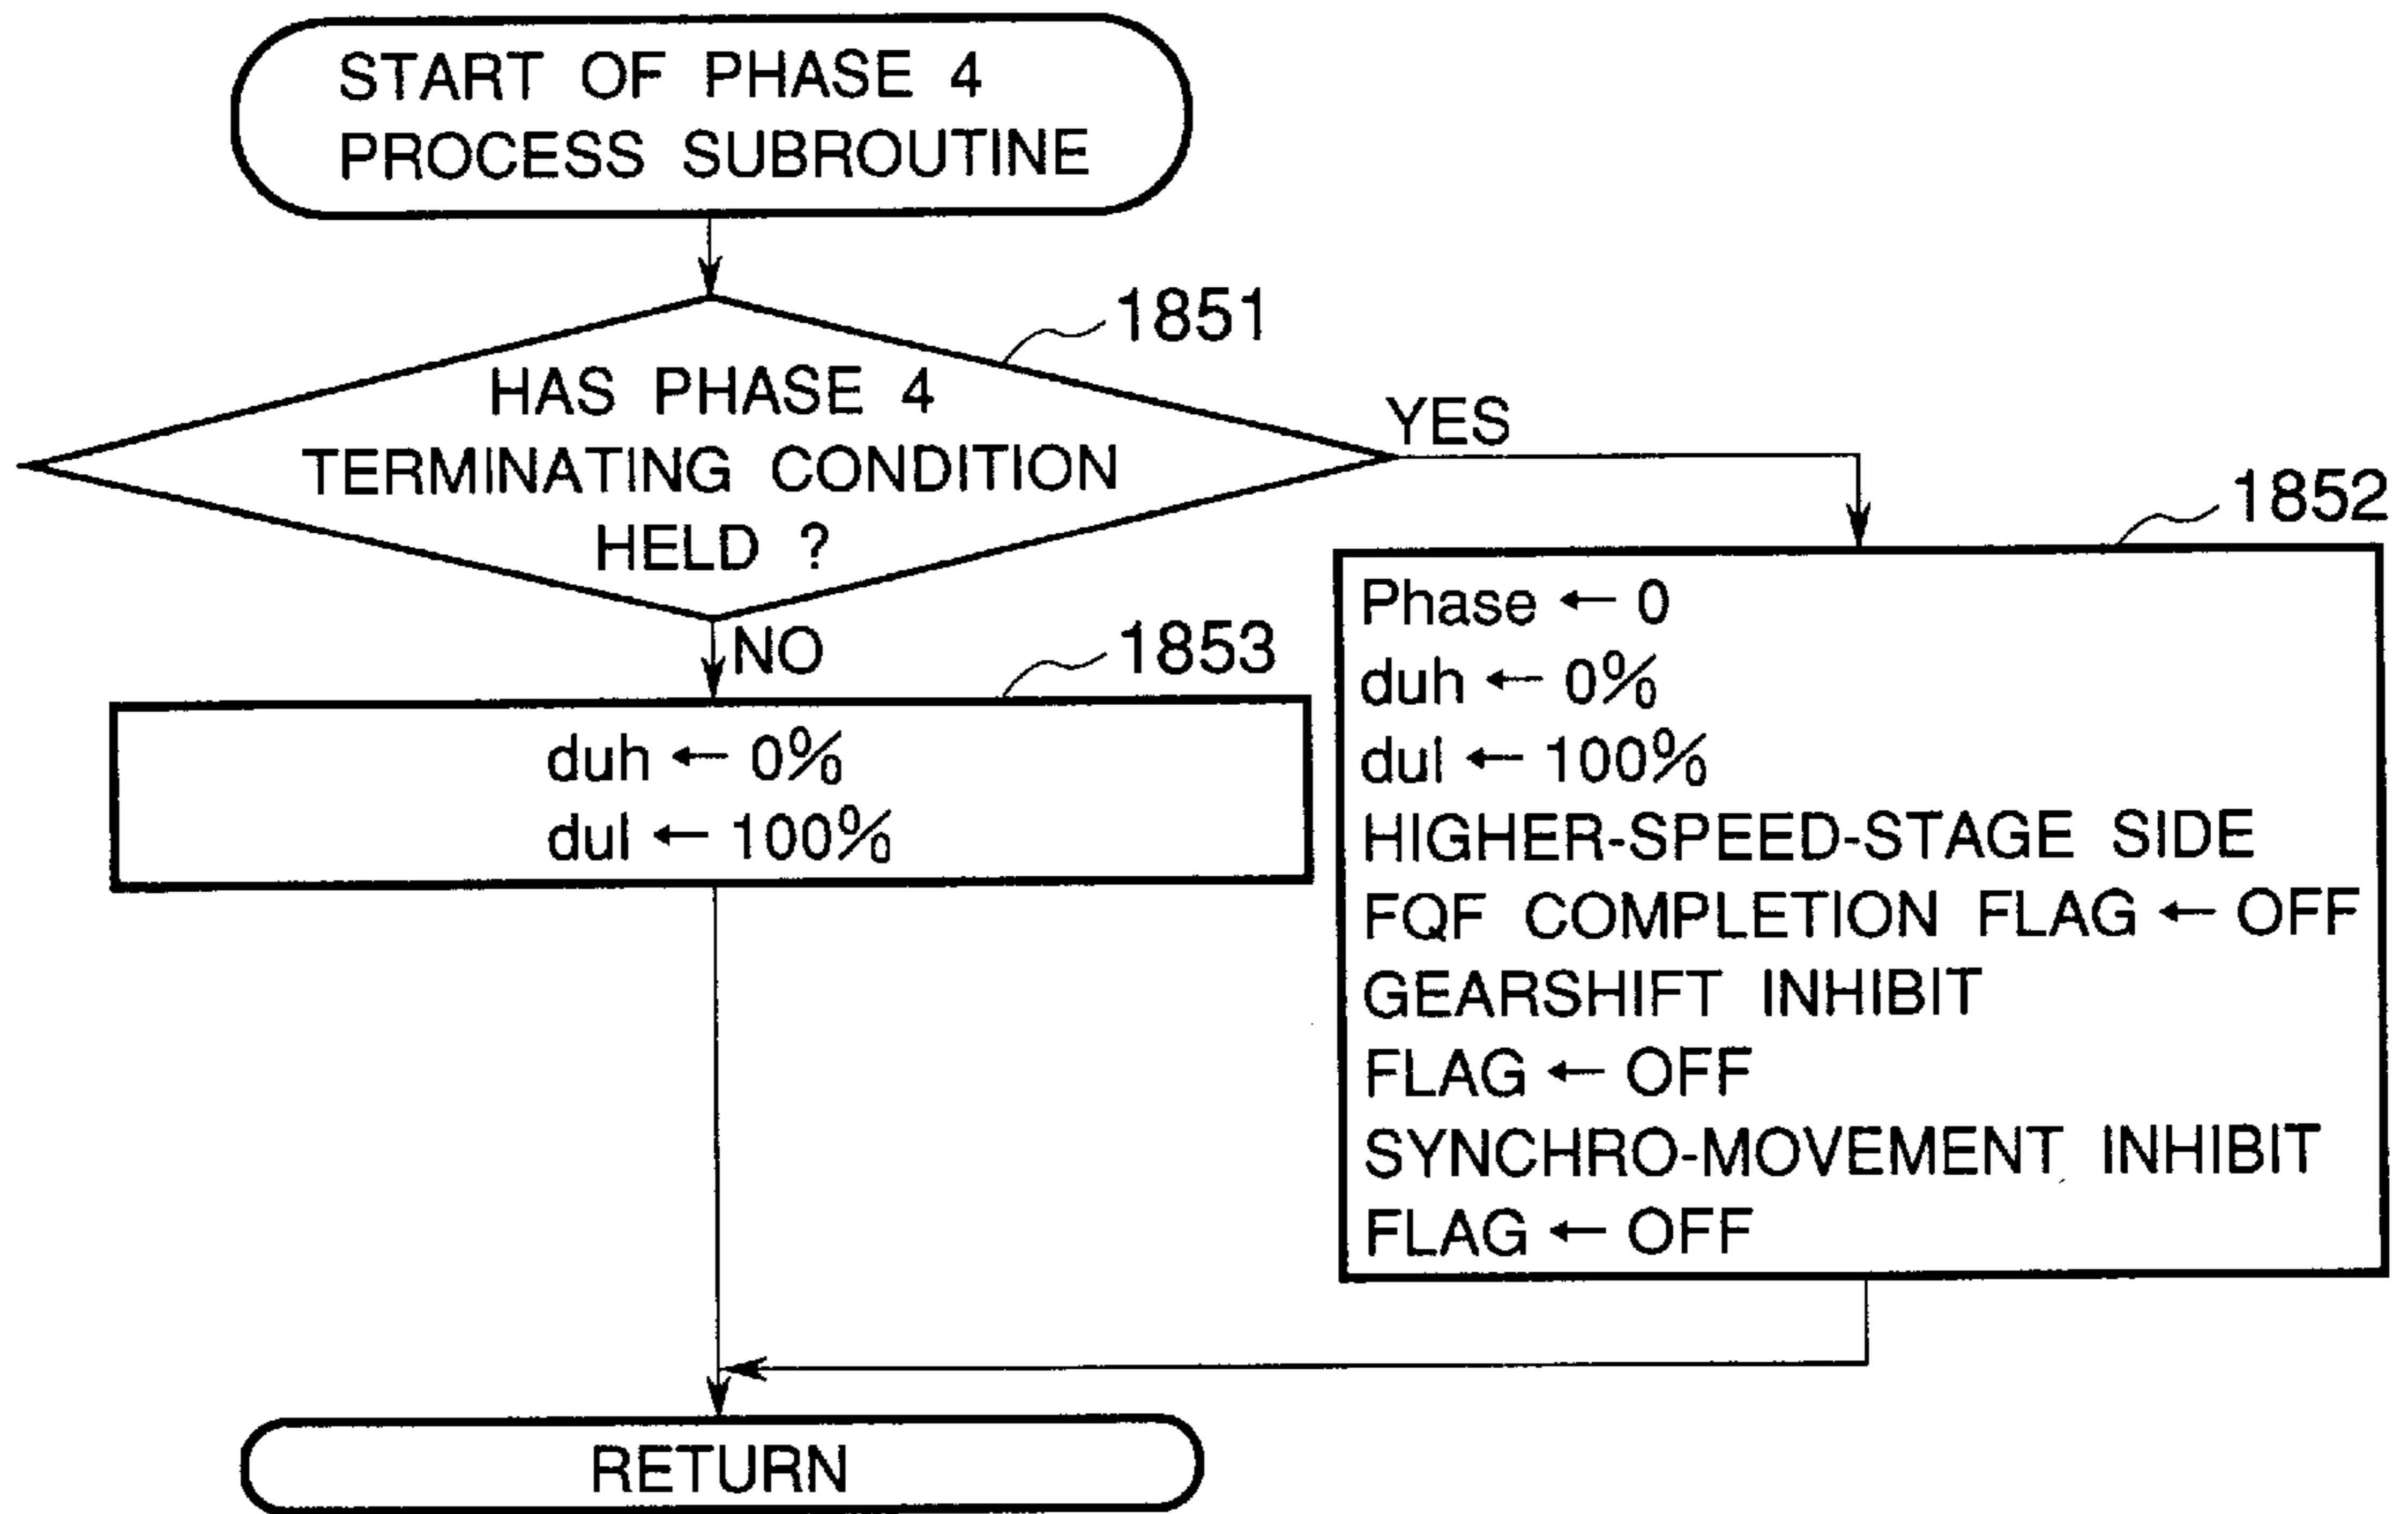 START OF PHASE 4
PROCESS SUBROUTINE
1851
HAS PHASE 4
TERMINATING CONDITION
HELD ?
YES
1852
NO
1853
duh ← 0%
dul ← 100%
Phase ← 0
duh ← 0%
dul ← 100%
HIGHER-SPEED-STAGE SIDE
FQF COMPLETION FLAG ← OFF
GEARSHIFT INHIBIT
FLAG ← OFF
SYNCHRO-MOVEMENT INHIBIT
FLAG ← OFF
RETURN